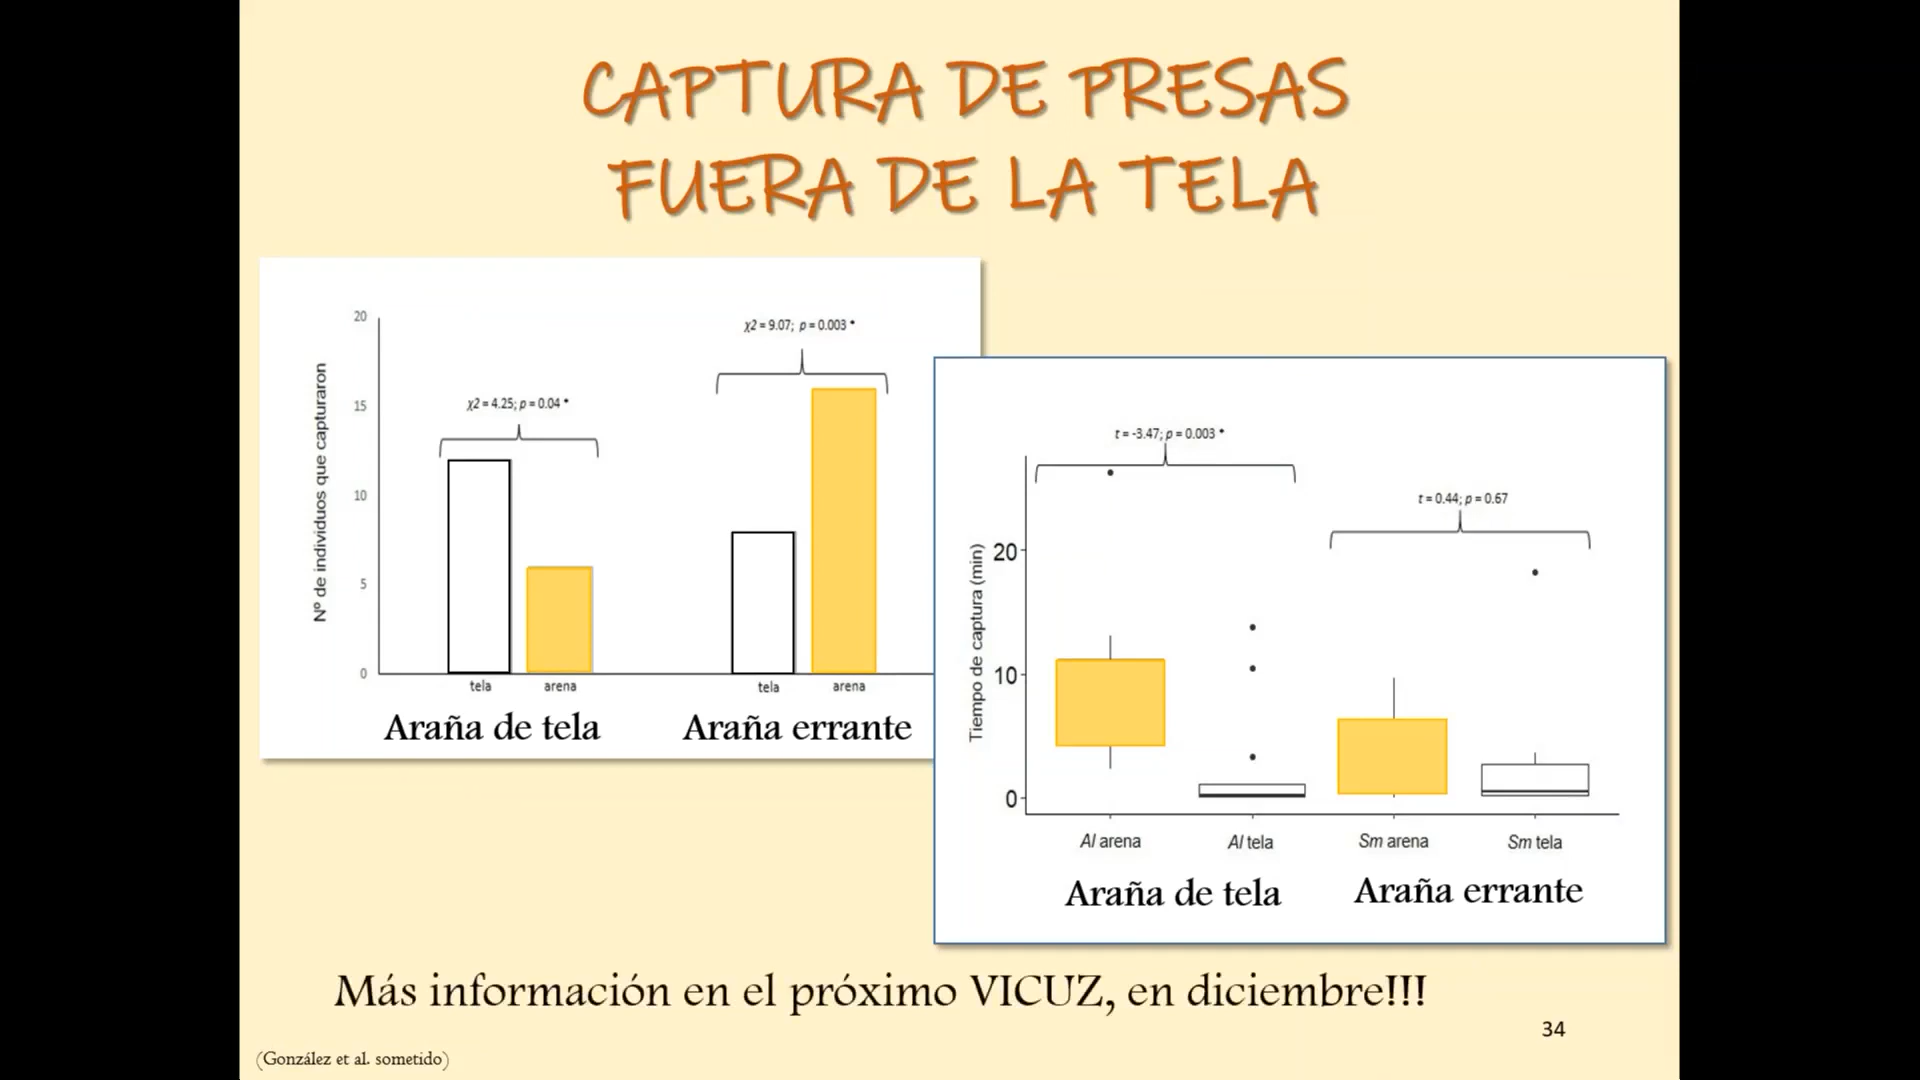 CAPTURA DE PRESAS
FUERA DE LA TELA
Nº de individuos que capturaron
20
15
10
5
0
χ2 = 4.25; p = 0.04 *
χ2 = 9.07; p = 0.003 *
tela
arena
tela
arena
Araña de tela
Araña errante
Tiempo de captura (min)
20
10
0
t = -3.47; p = 0.003 *
t = 0.44; p = 0.67
Al arena
Al tela
Sm arena
Sm tela
Araña de tela
Araña errante
Más información en el próximo VICUZ, en diciembre!!!
34
(González et al. sometido)